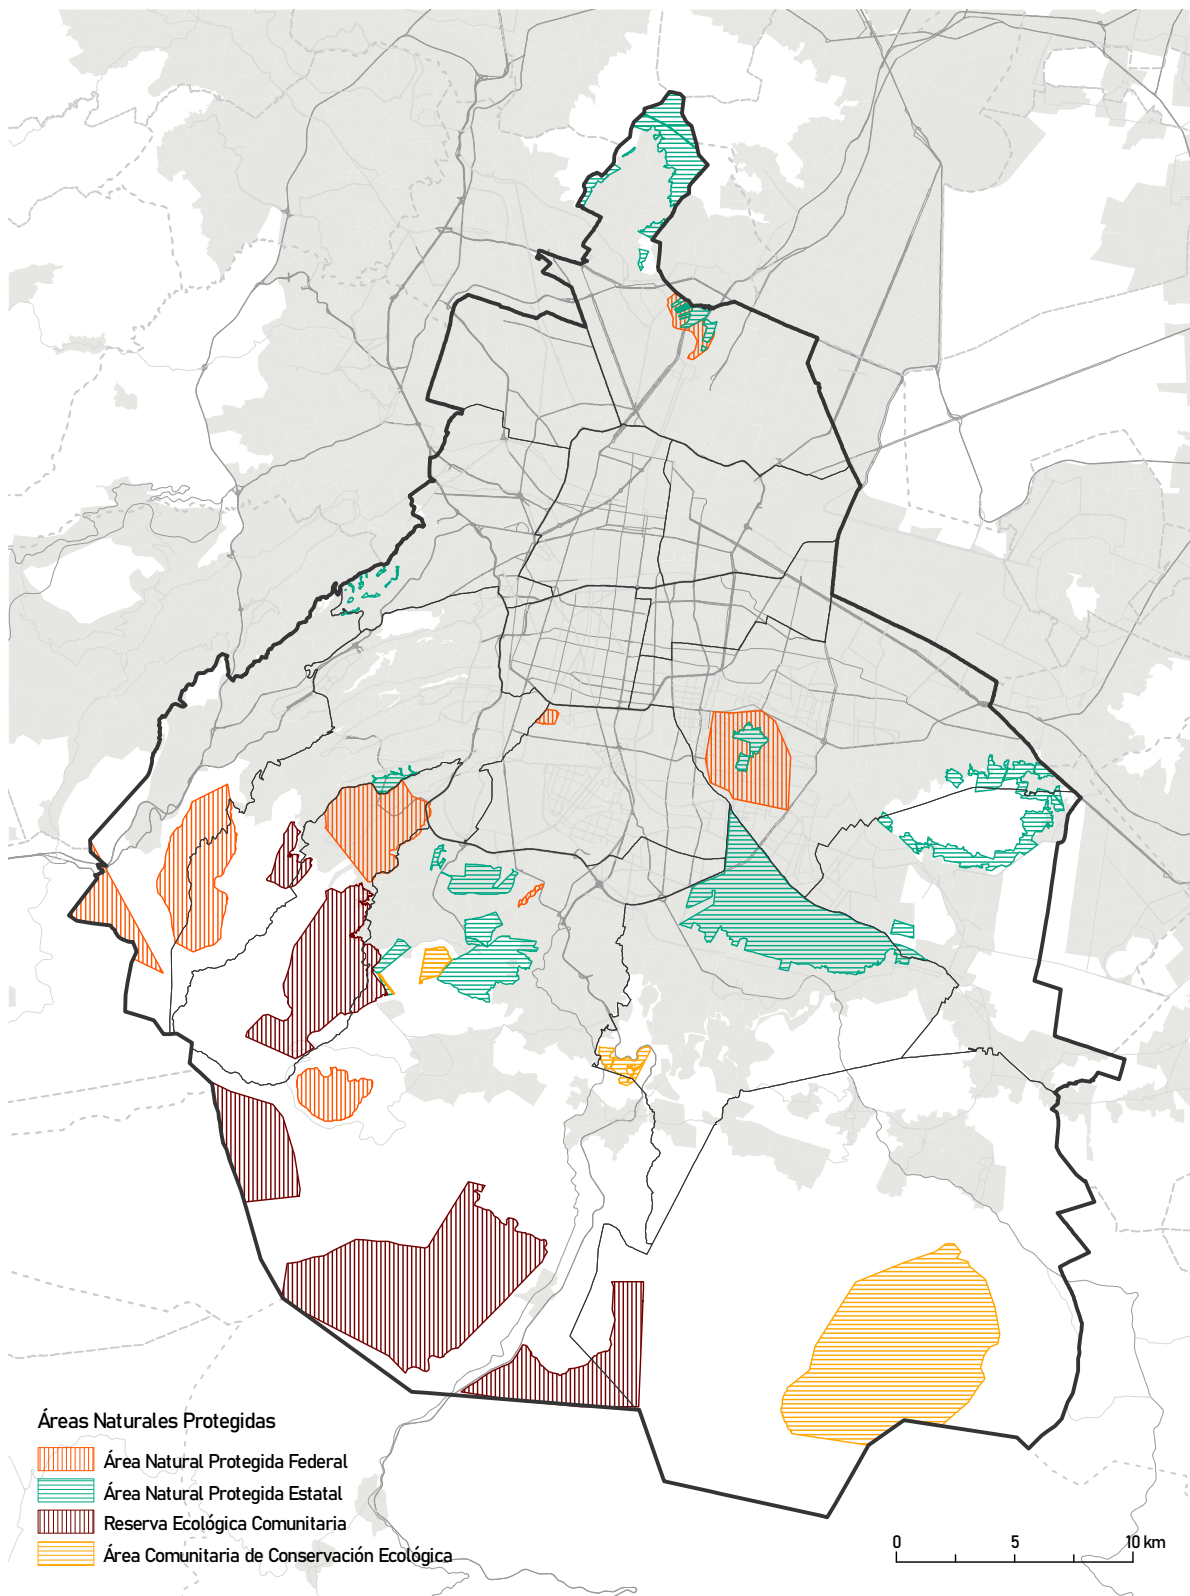 Áreas Naturales Protegidas
Área Natural Protegida Federal
Área Natural Protegida Estatal
Reserva Ecológica Comunitaria
Área Comunitaria de Conservación Ecológica
0 5 10 km